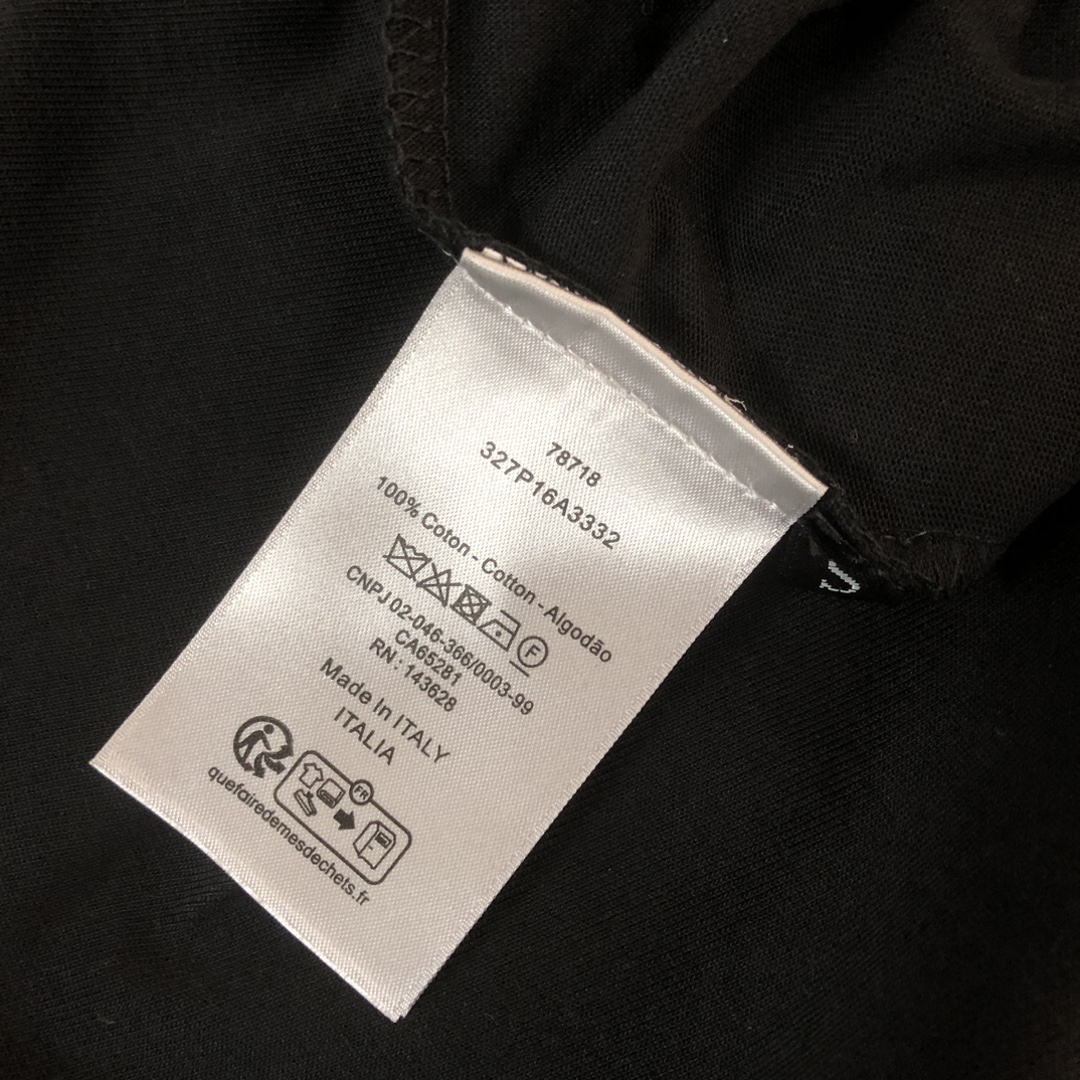 78718
327P16A3332
100% Coton - Cotton - Algodão
F
CNPJ 02-046-366/0003-99
CA65281
RN : 143628
Made In ITALY
ITALIA
FR
quefairedemesdechets.fr